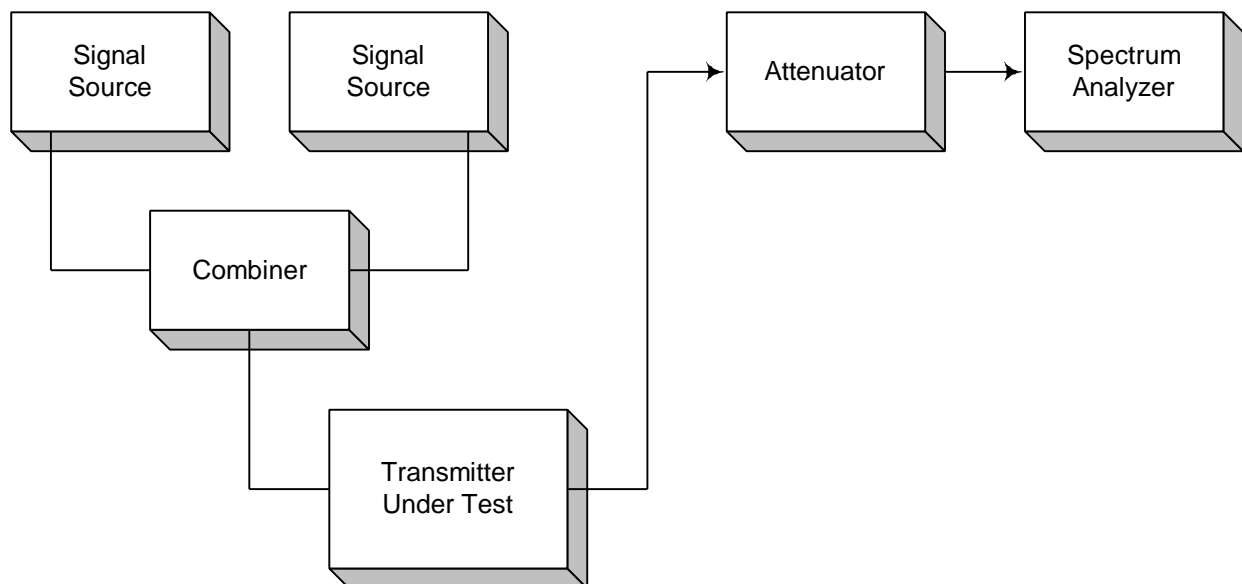 Signal
Source
Signal
Source
Attenuator
Spectrum
Analyzer
Combiner
Transmitter
Under Test